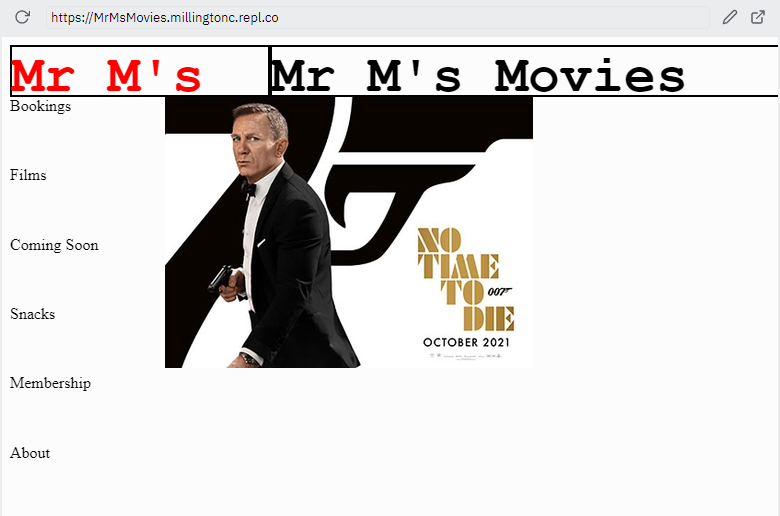 https://MrMsMovies.millingtonc.repl.co
Mr M's
Mr M's Movies
Bookings
Films
Coming Soon
Snacks
Membership
About
NO
TIME
TO
007
DIE
OCTOBER 2021